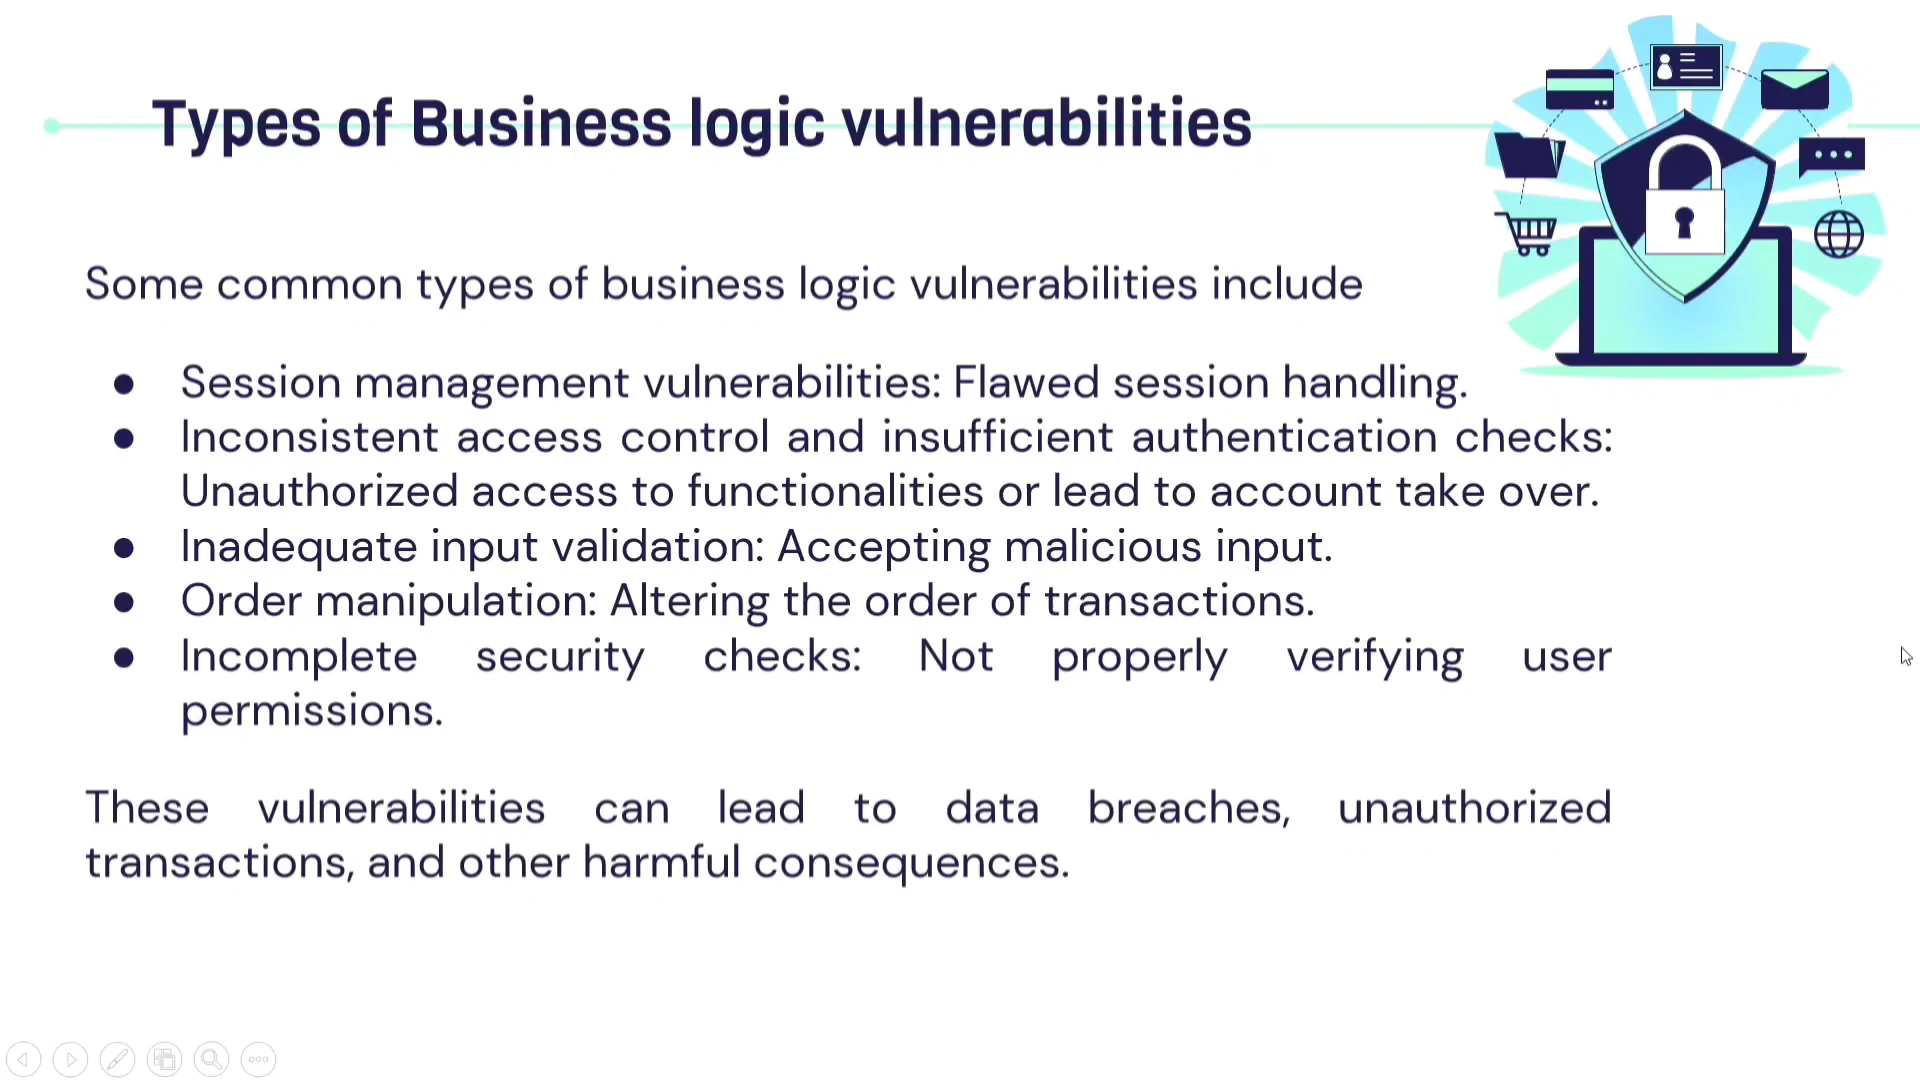 Types of Business logic vulnerabilities
Some common types of business logic vulnerabilities include
● Session management vulnerabilities: Flawed session handling.
● Inconsistent access control and insufficient authentication checks:
Unauthorized access to functionalities or lead to account take over.
● Inadequate input validation: Accepting malicious input.
● Order manipulation: Altering the order of transactions.
● Incomplete security checks: Not properly verifying user
permissions.
These vulnerabilities can lead to data breaches, unauthorized
transactions, and other harmful consequences.